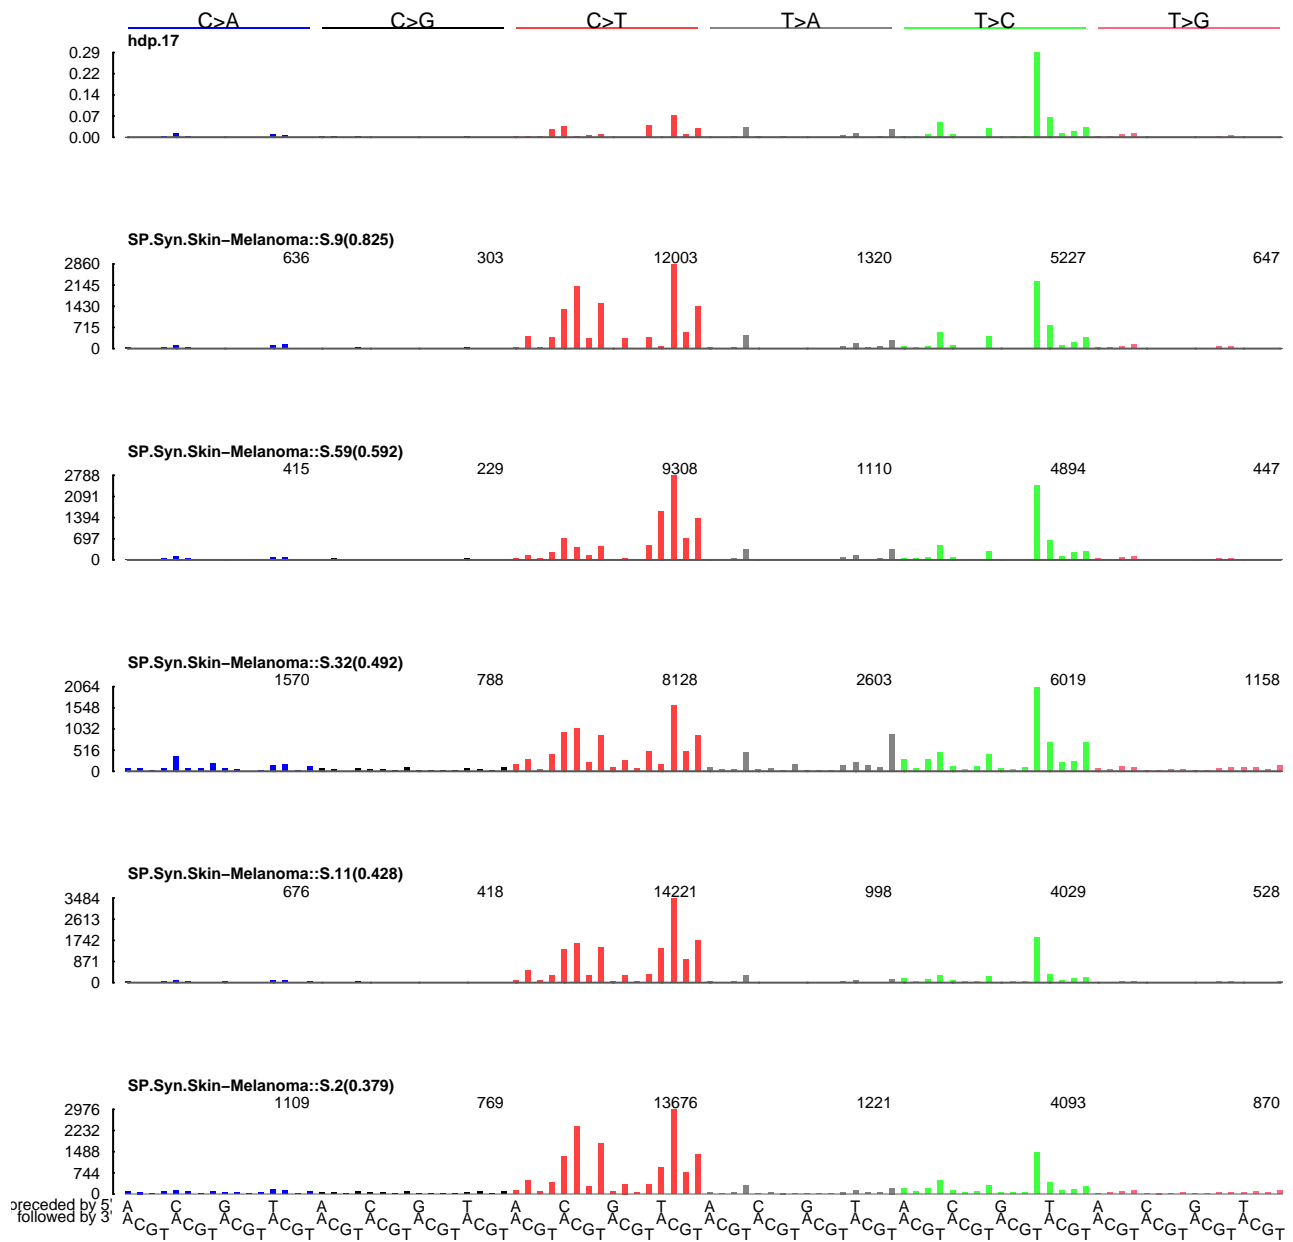 C>A C>G C>T T>A T>C T>G
hdp.17
0.29
0.22
0.14
0.07
0.00
SP.Syn.Skin−Melanoma::S.9(0.825)
636 303 12003 1320 5227 647
2860
2145
1430
715
0
SP.Syn.Skin−Melanoma::S.59(0.592)
415 229 9308 1110 4894 447
2788
2091
1394
697
0
SP.Syn.Skin−Melanoma::S.32(0.492)
1570 788 8128 2603 6019 1158
2064
1548
1032
516
0
SP.Syn.Skin−Melanoma::S.11(0.428)
676 418 14221 998 4029 528
3484
2613
1742
871
0
SP.Syn.Skin−Melanoma::S.2(0.379)
1109 769 13676 1221 4093 870
2976
2232
1488
744
0
preceded by 5' A C G T A C G T A C G T A C G T A C G T A C G T
followed by 3' A C G T A C G T A C G T A C G T A C G T A C G T A C G T A C G T A C G T A C G T A C G T A C G T A C G T A C G T A C G T A C G T A C G T A C G T A C G T A C G T A C G T A C G T A C G T A C G T